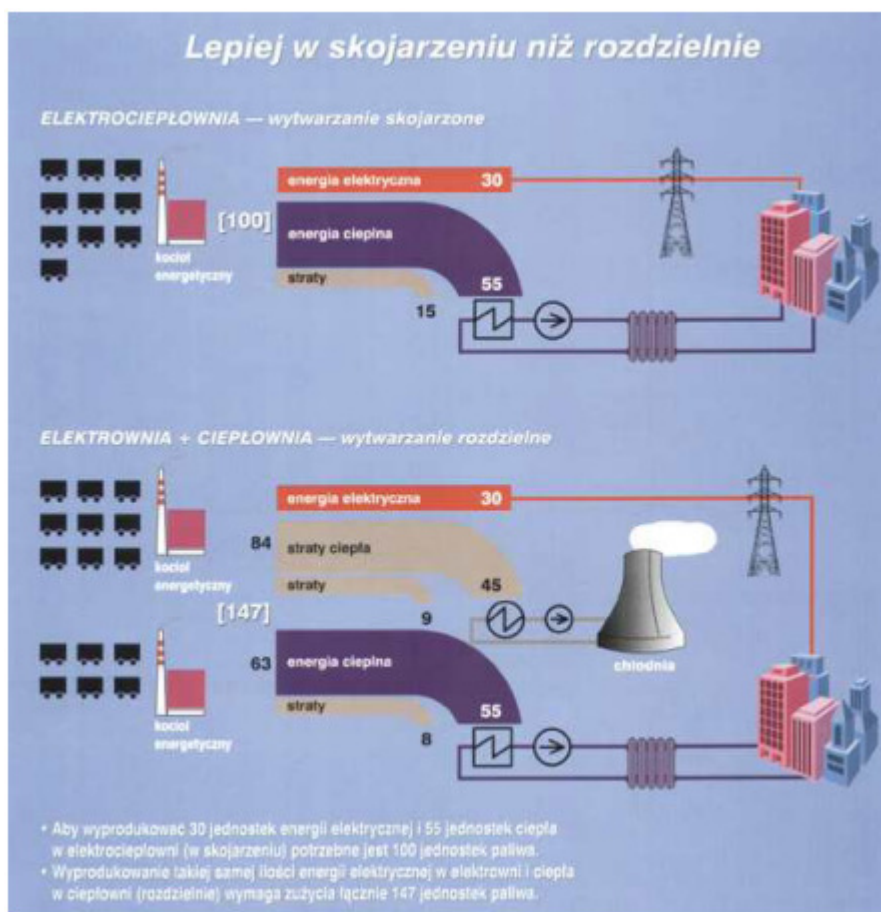 Lepiej w skojarzeniu niż rozdzielnie
ELEKTROCIEPŁOWNIA — wytwarzanie skojarzone
energia elektryczna 30
[100]
energia cieplna
kocioł
energetyczny
straty
55
15
ELEKTROWNIA + CIEPŁOWNIA — wytwarzanie rozdzielne
energia elektryczna 30
84
straty ciepła
kocioł
energetyczny
straty
45
9
[147]
63
energia cieplna
chłodnia
straty
55
kocioł
energetyczny
8
• Aby wyprodukować 30 jednostek energii elektrycznej i 55 jednostek ciepła
w elektrociepłowni (w skojarzeniu) potrzebne jest 100 jednostek paliwa.
• Wyprodukowanie takiej samej ilości energii elektrycznej w elektrowni i ciepła
w ciepłowni (rozdzielnie) wymaga zużycia łącznie 147 jednostek paliwa.